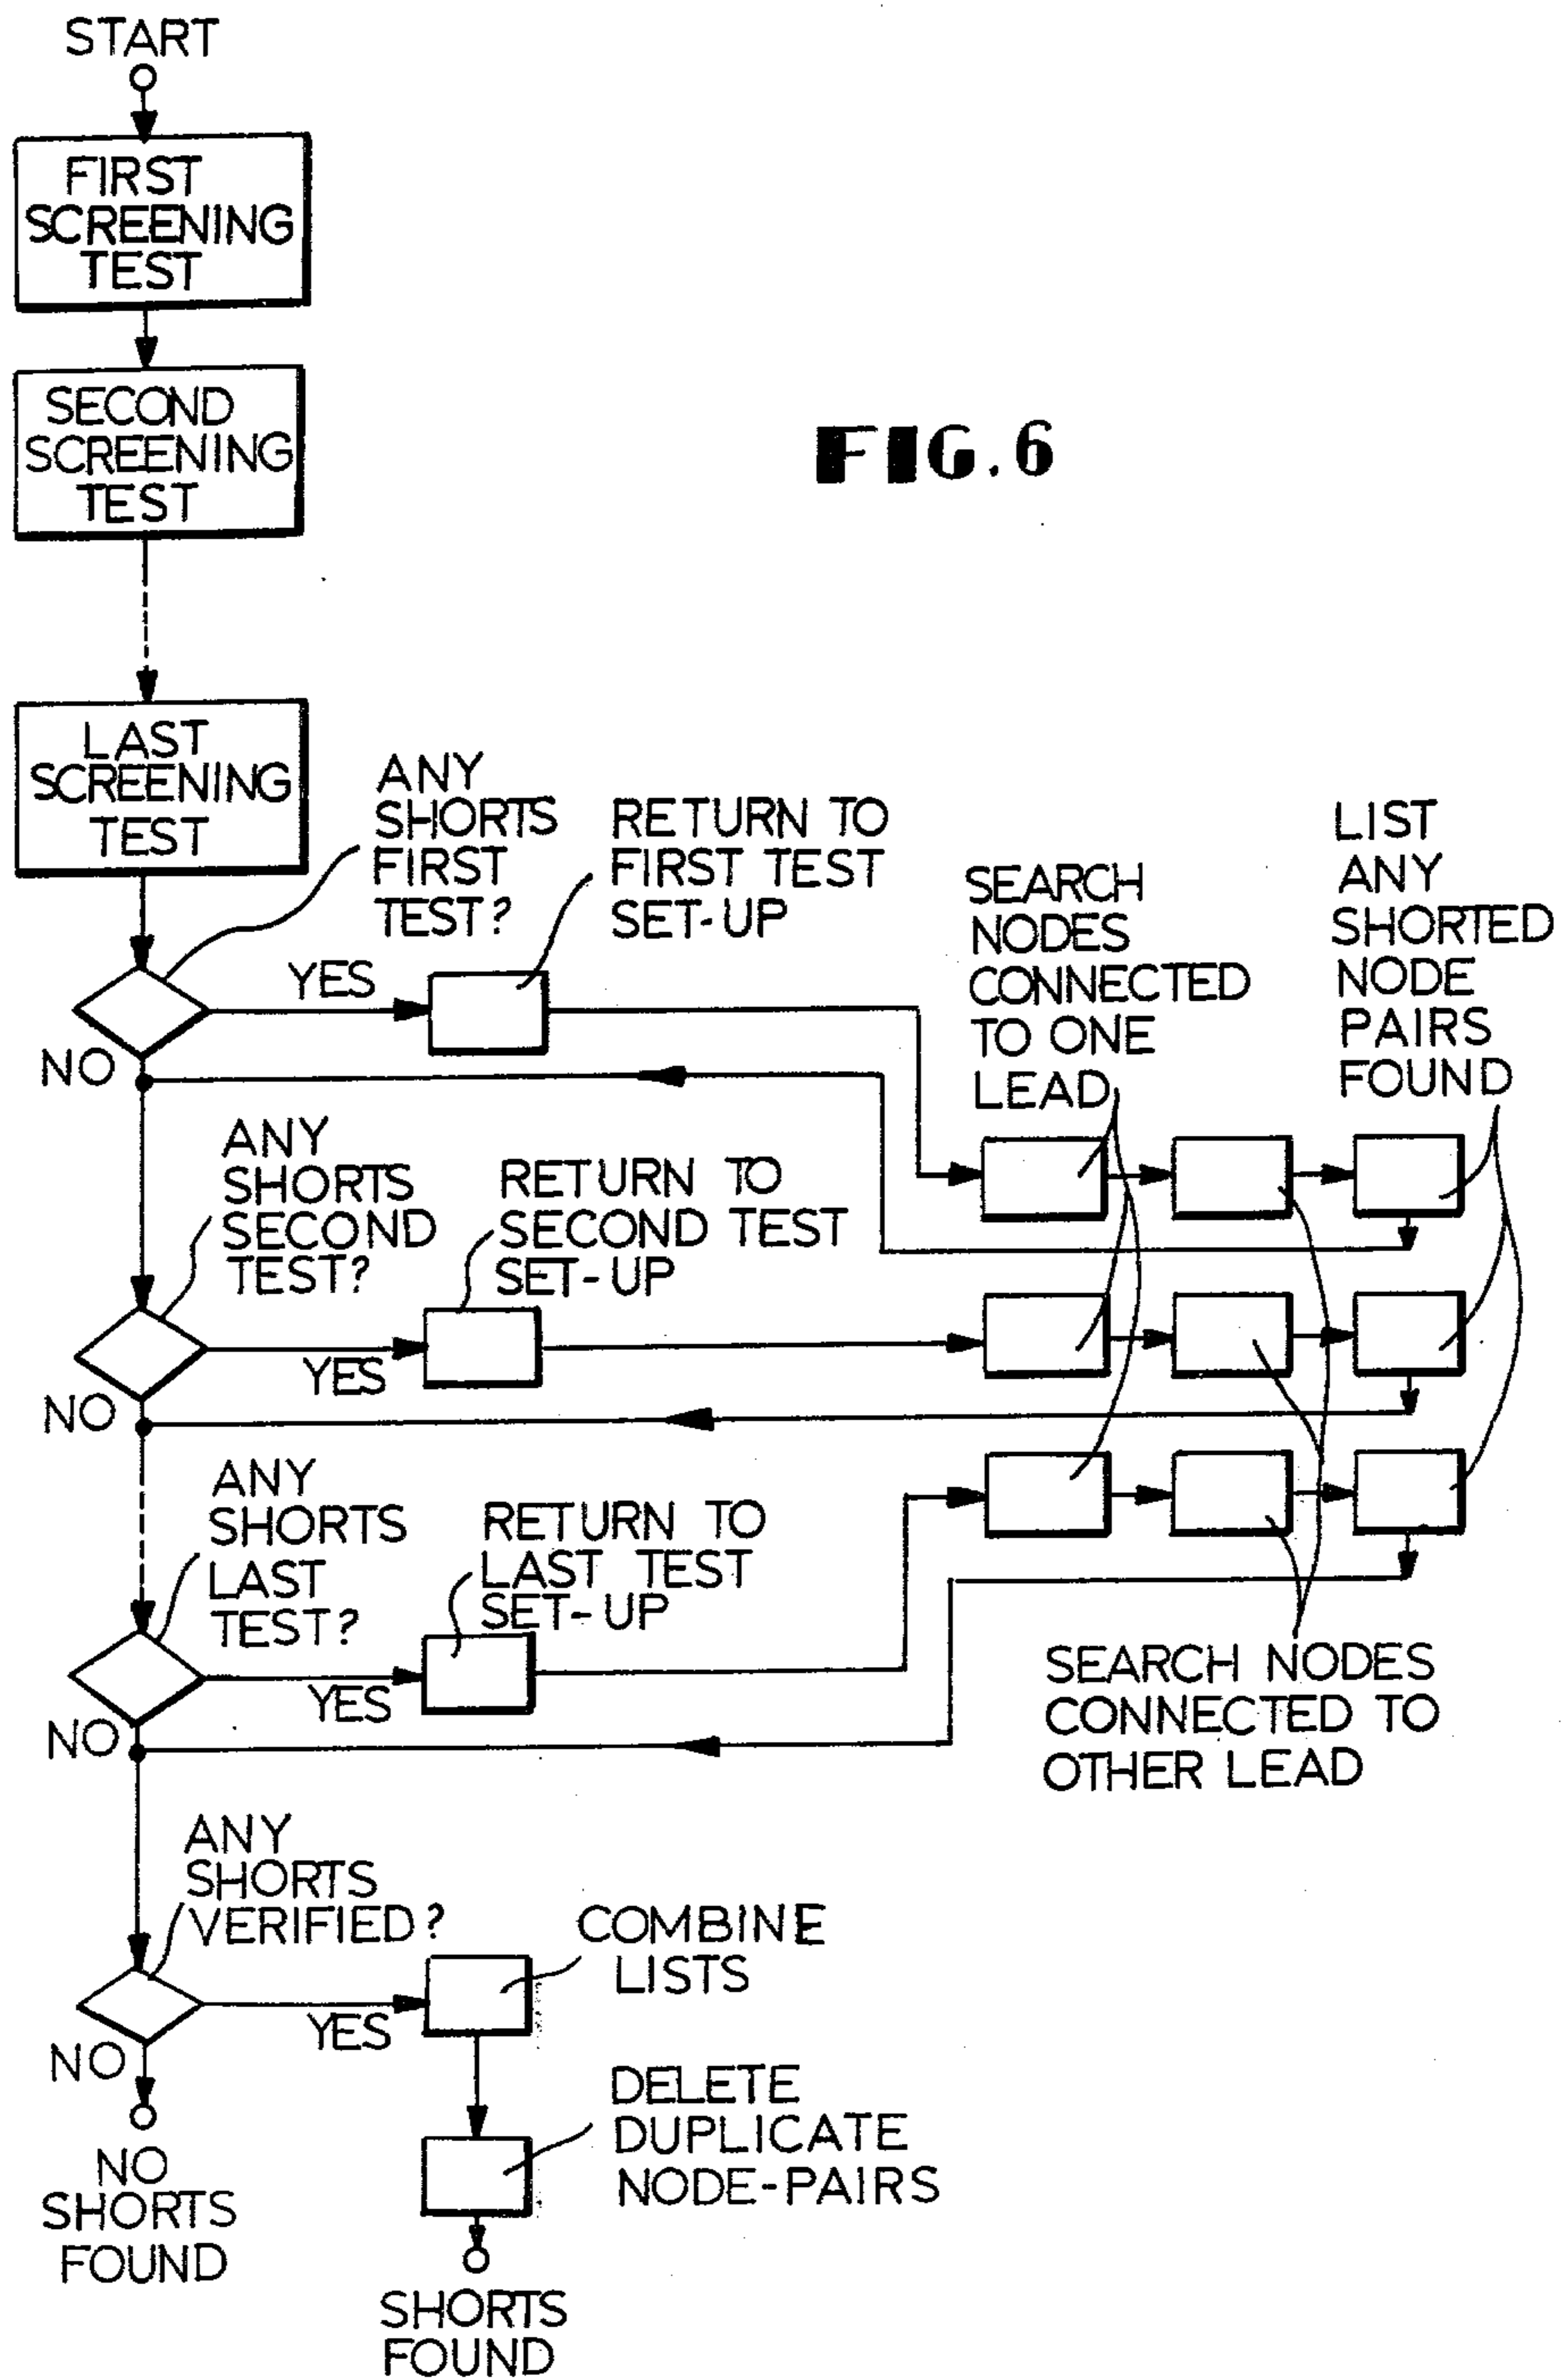 START
FIRST
SCREENING
TEST
SECOND
SCREENING
TEST
FIG. 6
LAST
SCREENING
TEST
ANY
SHORTS
FIRST
TEST?
RETURN TO
FIRST TEST
SET-UP
SEARCH
NODES
CONNECTED
TO ONE
LEAD
LIST
ANY
SHORTED
NODE
PAIRS
FOUND
YES
NO
ANY
SHORTS
SECOND
TEST?
RETURN TO
SECOND TEST
SET-UP
YES
NO
ANY
SHORTS
LAST
TEST?
RETURN TO
LAST TEST
SET-UP
YES
NO
SEARCH NODES
CONNECTED TO
OTHER LEAD
ANY
SHORTS
VERIFIED?
COMBINE
LISTS
YES
NO
DELETE
DUPLICATE
NODE-PAIRS
NO
SHORTS
FOUND
SHORTS
FOUND